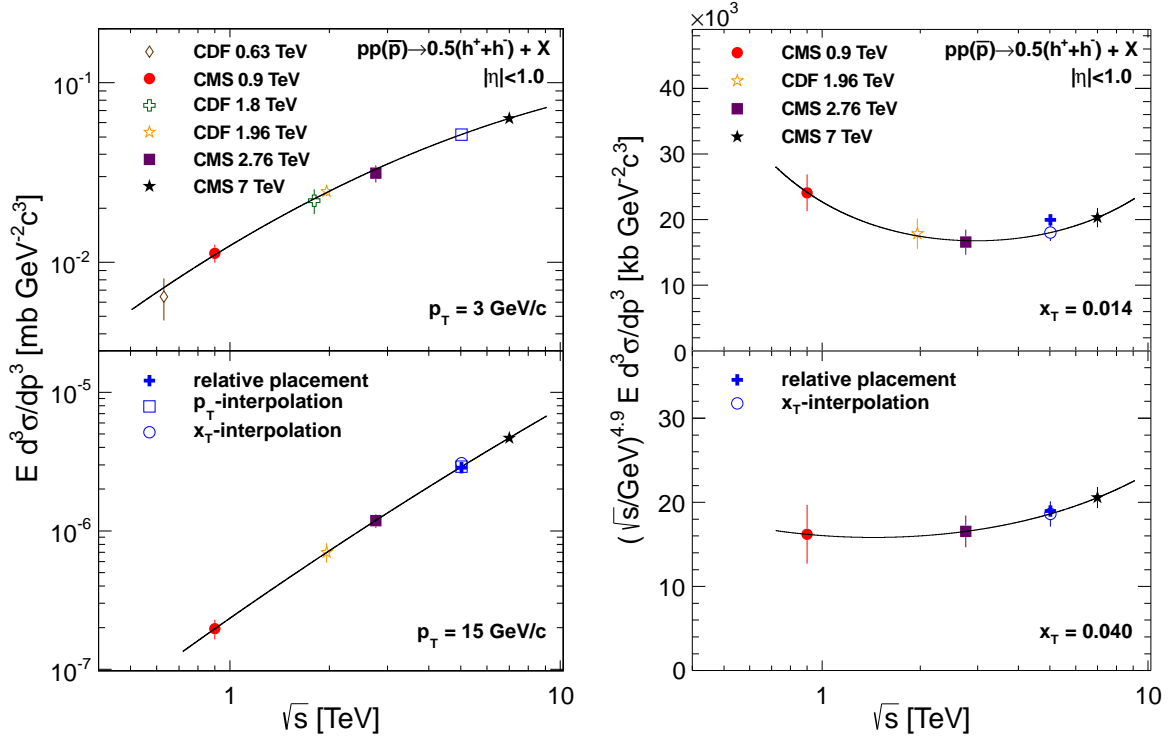 CDF 0.63 TeV
CMS 0.9 TeV
CDF 1.8 TeV
CDF 1.96 TeV
CMS 2.76 TeV
CMS 7 TeV
pp(p̅)→0.5(h⁺+h⁻) + X
|η|<1.0
10⁻¹
10⁻²
p_T = 3 GeV/c
E d³σ/dp³ [mb GeV⁻²c³]
relative placement
p_T-interpolation
x_T-interpolation
10⁻⁵
10⁻⁶
10⁻⁷
p_T = 15 GeV/c
1
10
√s [TeV]
×10³
CMS 0.9 TeV
CDF 1.96 TeV
CMS 2.76 TeV
CMS 7 TeV
pp(p̅)→0.5(h⁺+h⁻) + X
|η|<1.0
40
30
20
10
0
x_T = 0.014
(√s/GeV)⁴·⁹ E d³σ/dp³ [kb GeV⁻²c³]
relative placement
x_T-interpolation
0
30
20
10
0
x_T = 0.040
1
10
√s [TeV]